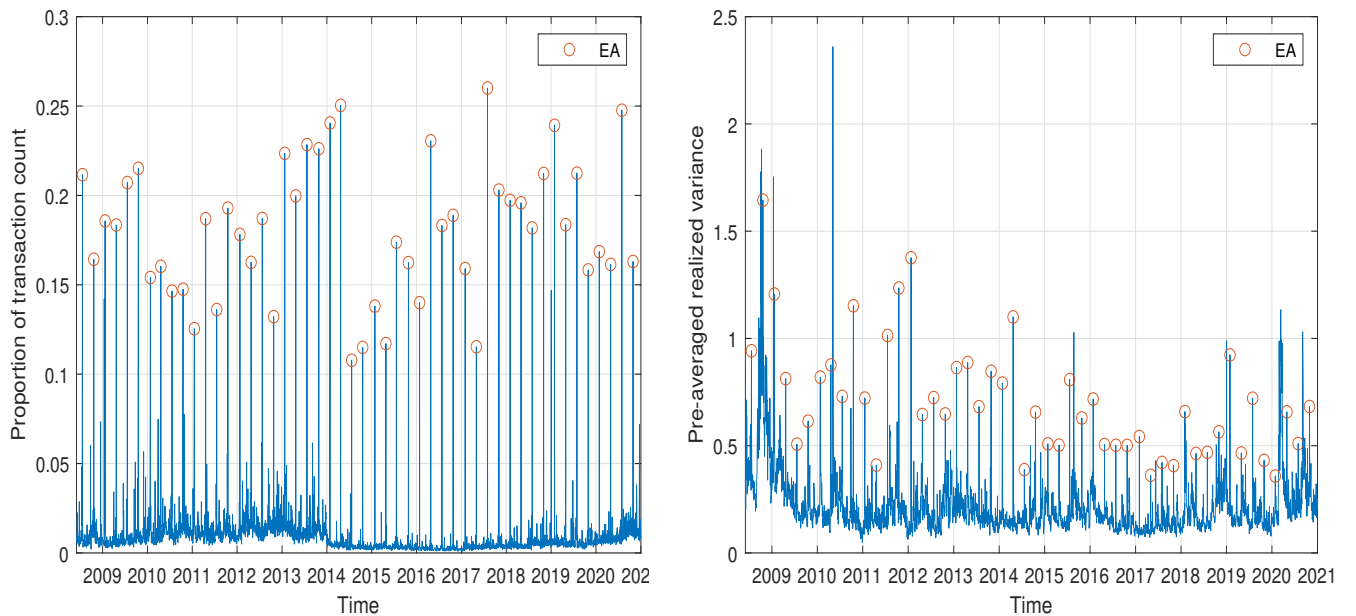 Proportion of transaction count
0.3
0.25
0.2
0.15
0.1
0.05
0
EA
2009 2010 2011 2012 2013 2014 2015 2016 2017 2018 2019 2020 202
Time
Pre-averaged realized variance
2.5
2
1.5
1
0.5
0
EA
2009 2010 2011 2012 2013 2014 2015 2016 2017 2018 2019 2020 2021
Time